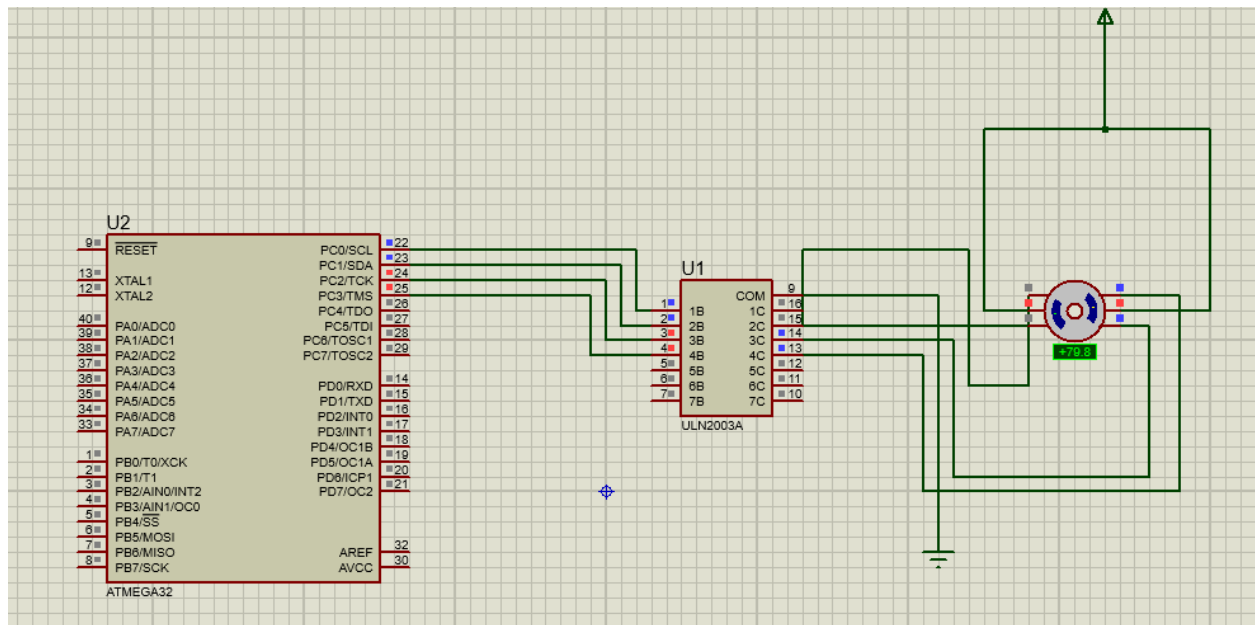 U2
9 RESET PC0/SCL 22
PC1/SDA 23
13 XTAL1 PC2/TCK 24
12 XTAL2 PC3/TMS 25
PC4/TDO 26
40 PA0/ADC0 PC5/TDI 27
39 PA1/ADC1 PC6/TOSC1 28
38 PA2/ADC2 PC7/TOSC2 29
37 PA3/ADC3
36 PA4/ADC4 PD0/RXD 14
35 PA5/ADC5 PD1/TXD 15
34 PA6/ADC6 PD2/INT0 16
33 PA7/ADC7 PD3/INT1 17
PD4/OC1B 18
1 PB0/T0/XCK PD5/OC1A 19
2 PB1/T1 PD6/ICP1 20
3 PB2/AIN0/INT2 PD7/OC2 21
4 PB3/AIN1/OC0
5 PB4/SS
6 PB5/MOSI
7 PB6/MISO AREF 32
8 PB7/SCK AVCC 30
ATMEGA32
U1
COM 9
1 1B 1C 16
2 2B 2C 15
3 3B 3C 14
4 4B 4C 13
5 5B 5C 12
6 6B 6C 11
7 7B 7C 10
ULN2003A
+79.8